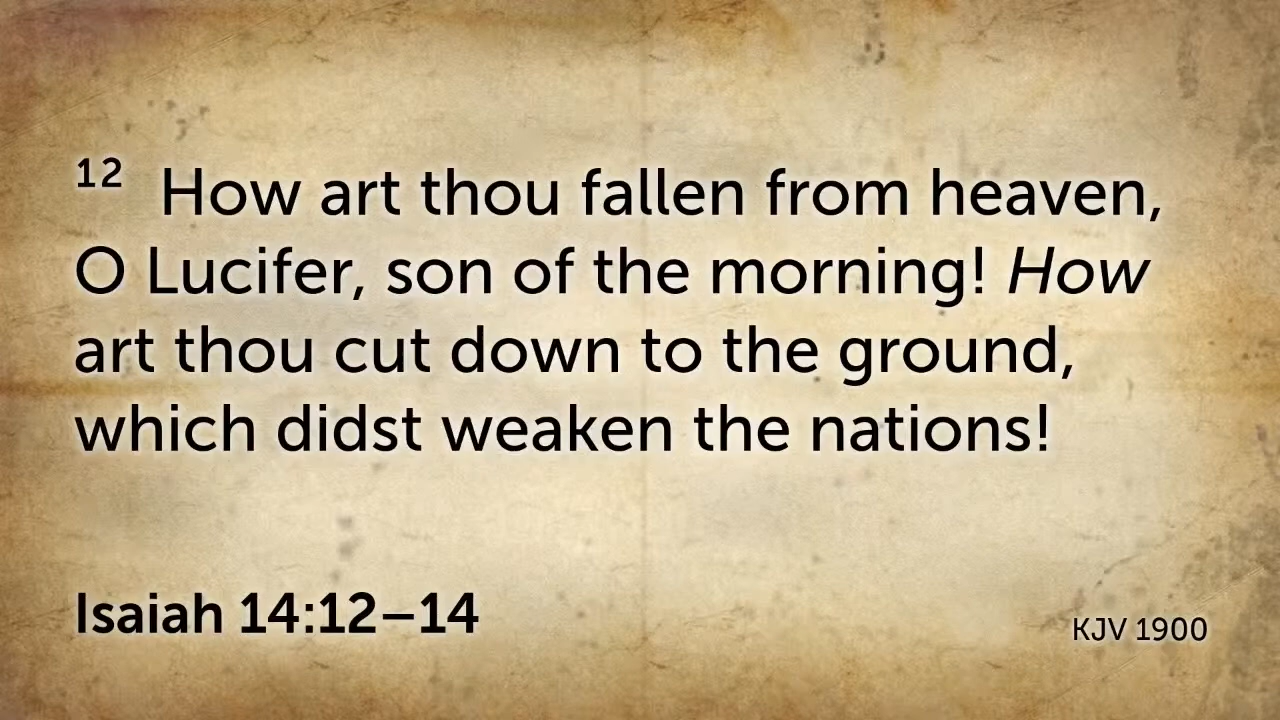 12 How art thou fallen from heaven,
O Lucifer, son of the morning! How
art thou cut down to the ground,
which didst weaken the nations!
Isaiah 14:12–14
KJV 1900